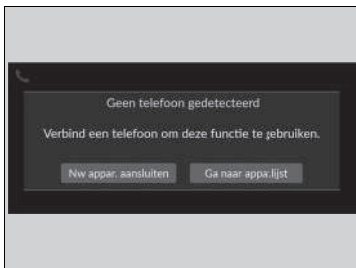 Geen telefoon gedetecteerd
Verbind een telefoon om deze functie te gebruiken.
Nw appar. aansluiten
Ga naar appa.lijst